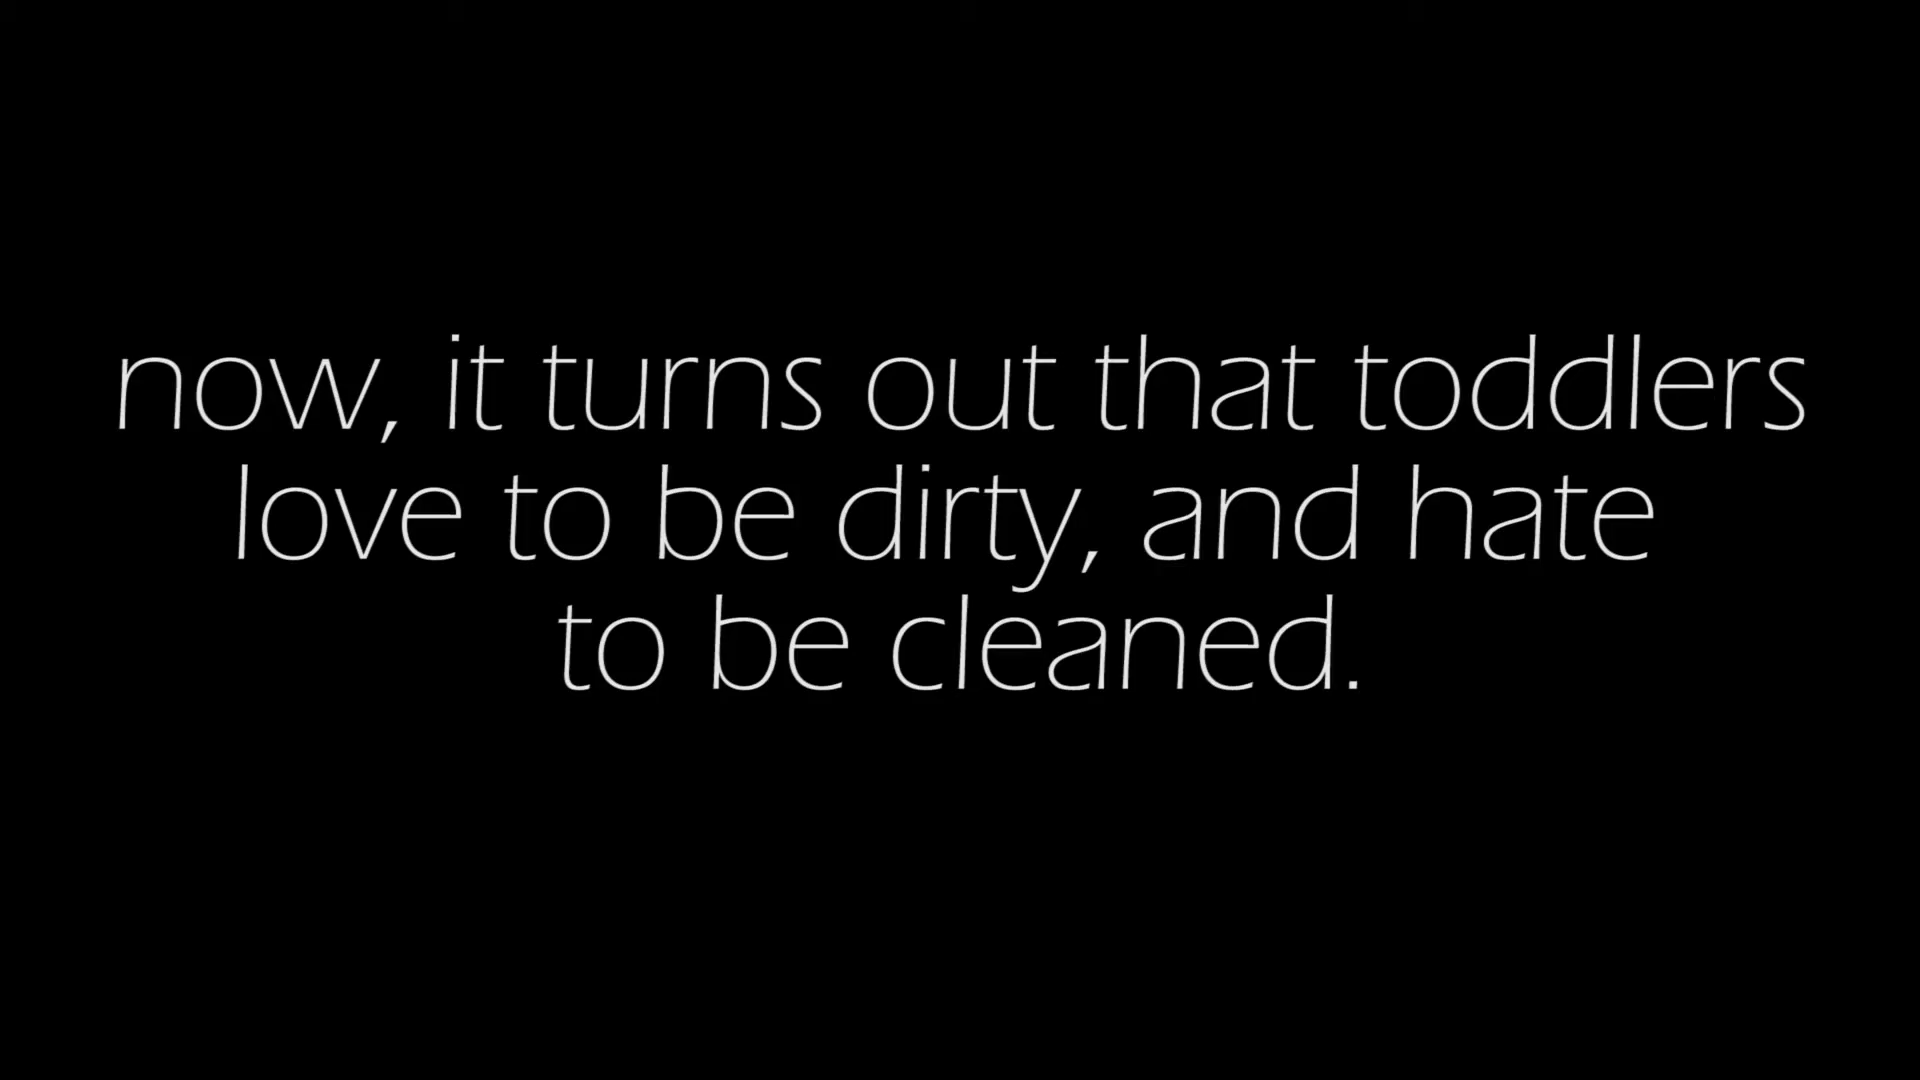 now, it turns out that toddlers
love to be dirty, and hate
to be cleaned.